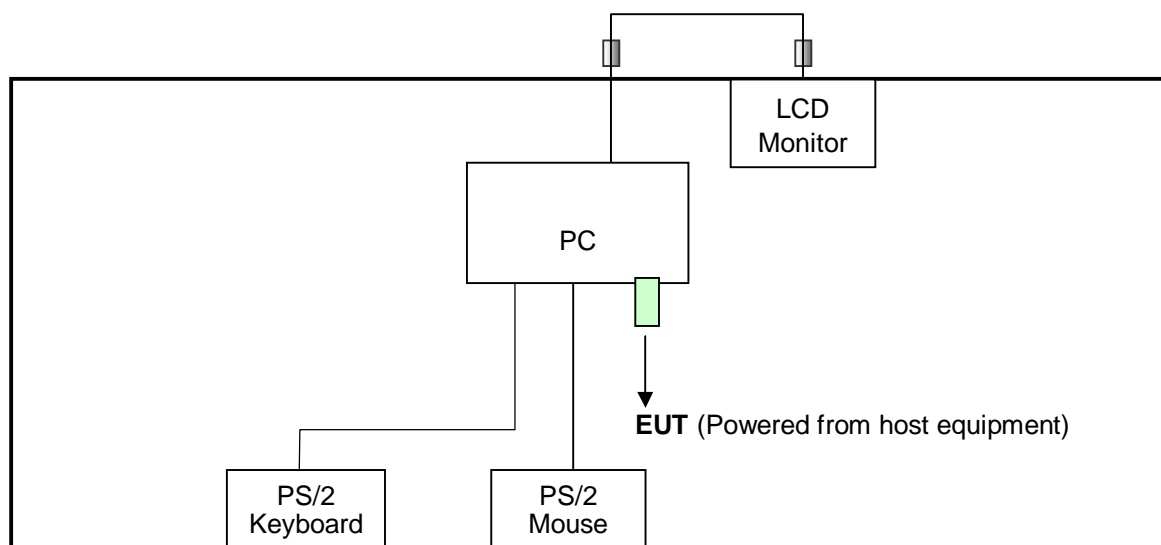 LCD
Monitor
PC
EUT (Powered from host equipment)
PS/2
Keyboard
PS/2
Mouse